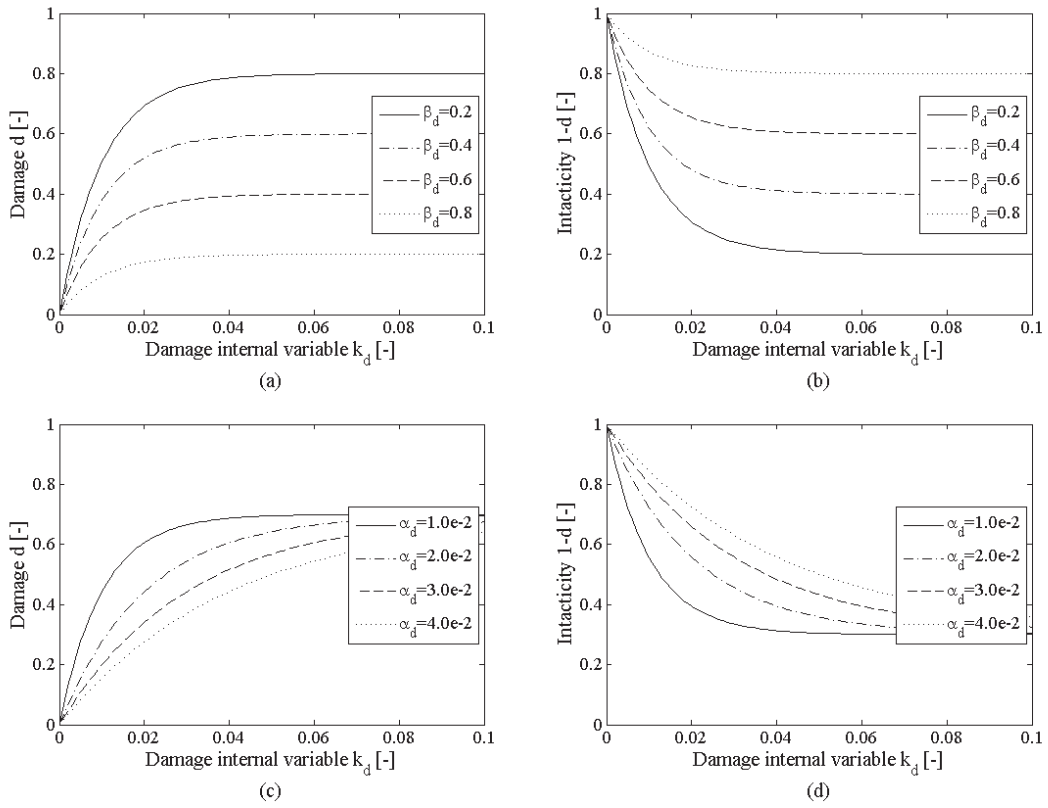 1
0.8
0.6
0.4
0.2
0
Damage d [-]
0
0.02
0.04
0.06
0.08
0.1
Damage internal variable k_d [-]
β_d=0.2
β_d=0.4
β_d=0.6
β_d=0.8
(a)
1
0.8
0.6
0.4
0.2
0
Intacticity 1-d [-]
0
0.02
0.04
0.06
0.08
0.1
Damage internal variable k_d [-]
β_d=0.2
β_d=0.4
β_d=0.6
β_d=0.8
(b)
1
0.8
0.6
0.4
0.2
0
Damage d [-]
0
0.02
0.04
0.06
0.08
0.1
Damage internal variable k_d [-]
α_d=1.0e-2
α_d=2.0e-2
α_d=3.0e-2
α_d=4.0e-2
(c)
1
0.8
0.6
0.4
0.2
0
Intacticity 1-d [-]
0
0.02
0.04
0.06
0.08
0.1
Damage internal variable k_d [-]
α_d=1.0e-2
α_d=2.0e-2
α_d=3.0e-2
α_d=4.0e-2
(d)